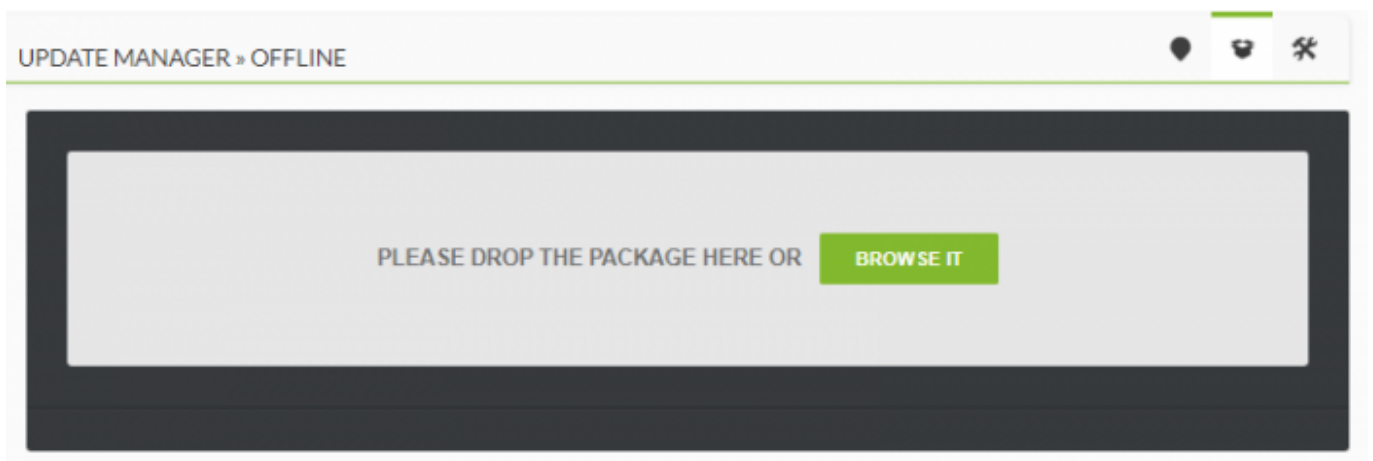 UPDATE MANAGER » OFFLINE
PLEASE DROP THE PACKAGE HERE OR BROWSE IT